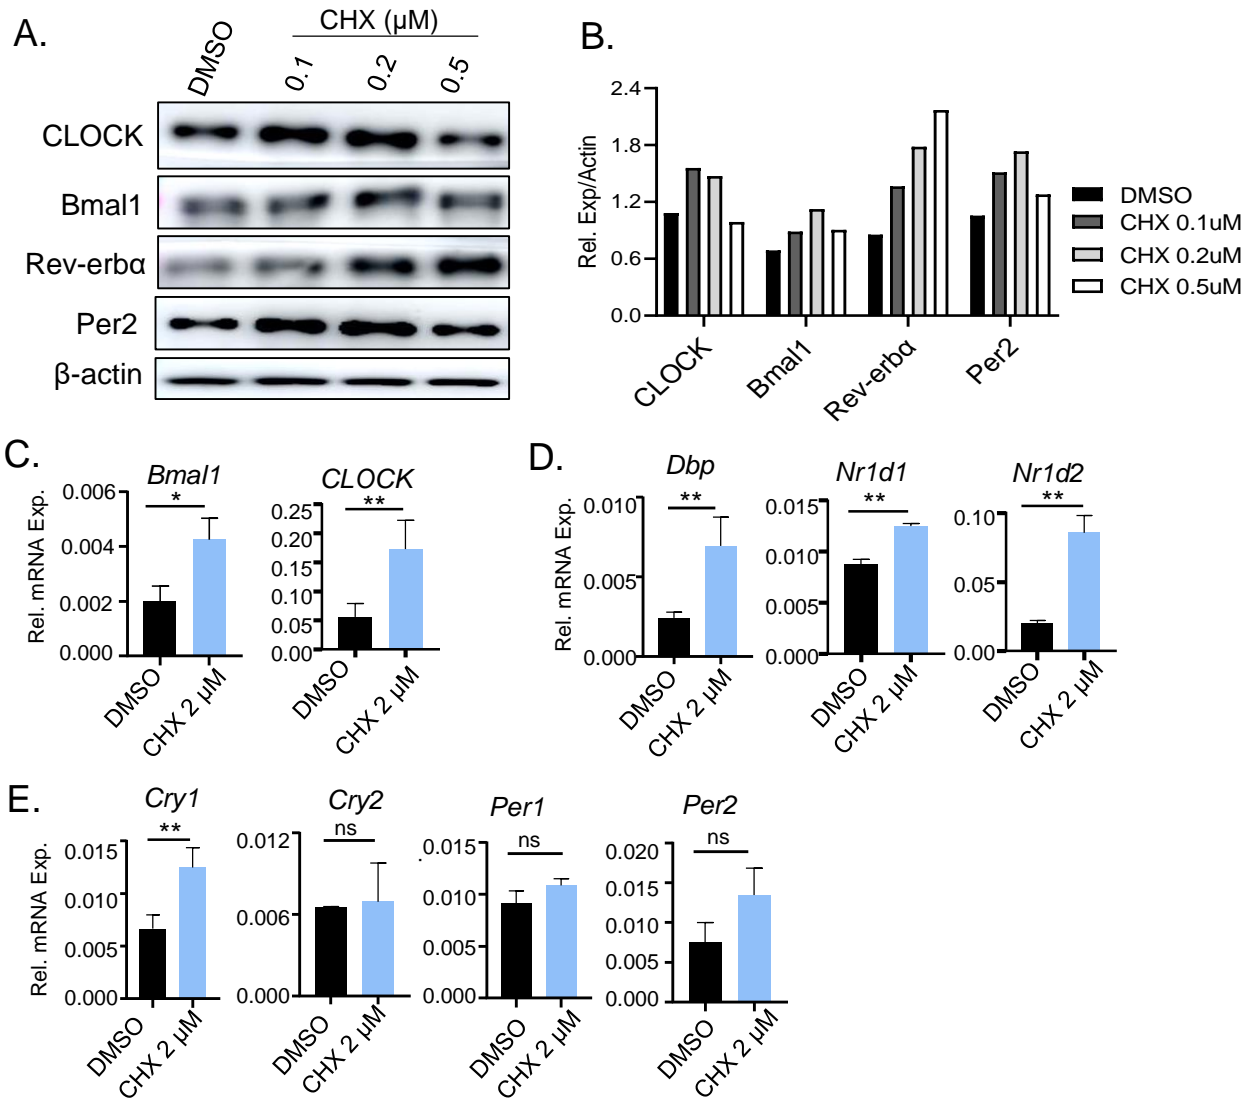 A.
CHX (µM)
DMSO
0.1
0.2
0.5
CLOCK
Bmal1
Rev-erbα
Per2
β-actin
B.
Rel. Exp/Actin
2.4
1.8
1.2
0.6
0.0
CLOCK
Bmal1
Rev-erbα
Per2
DMSO
CHX 0.1uM
CHX 0.2uM
CHX 0.5uM
C.
Rel. mRNA Exp.
Bmal1
*
0.006
0.004
0.002
0.000
DMSO
CHX 2 µM
CLOCK
**
0.25
0.20
0.15
0.10
0.05
0.00
DMSO
CHX 2 µM
D.
Rel. mRNA Exp.
Dbp
**
0.010
0.005
0.000
DMSO
CHX 2 µM
Nr1d1
**
0.015
0.010
0.005
0.000
DMSO
CHX 2 µM
Nr1d2
**
0.10
0.05
0.00
DMSO
CHX 2 µM
E.
Rel. mRNA Exp.
Cry1
**
0.015
0.010
0.005
0.000
DMSO
CHX 2 µM
Cry2
ns
0.012
0.006
0.000
DMSO
CHX 2 µM
Per1
ns
0.015
0.010
0.005
0.000
DMSO
CHX 2 µM
Per2
ns
0.020
0.015
0.010
0.005
0.000
DMSO
CHX 2 µM